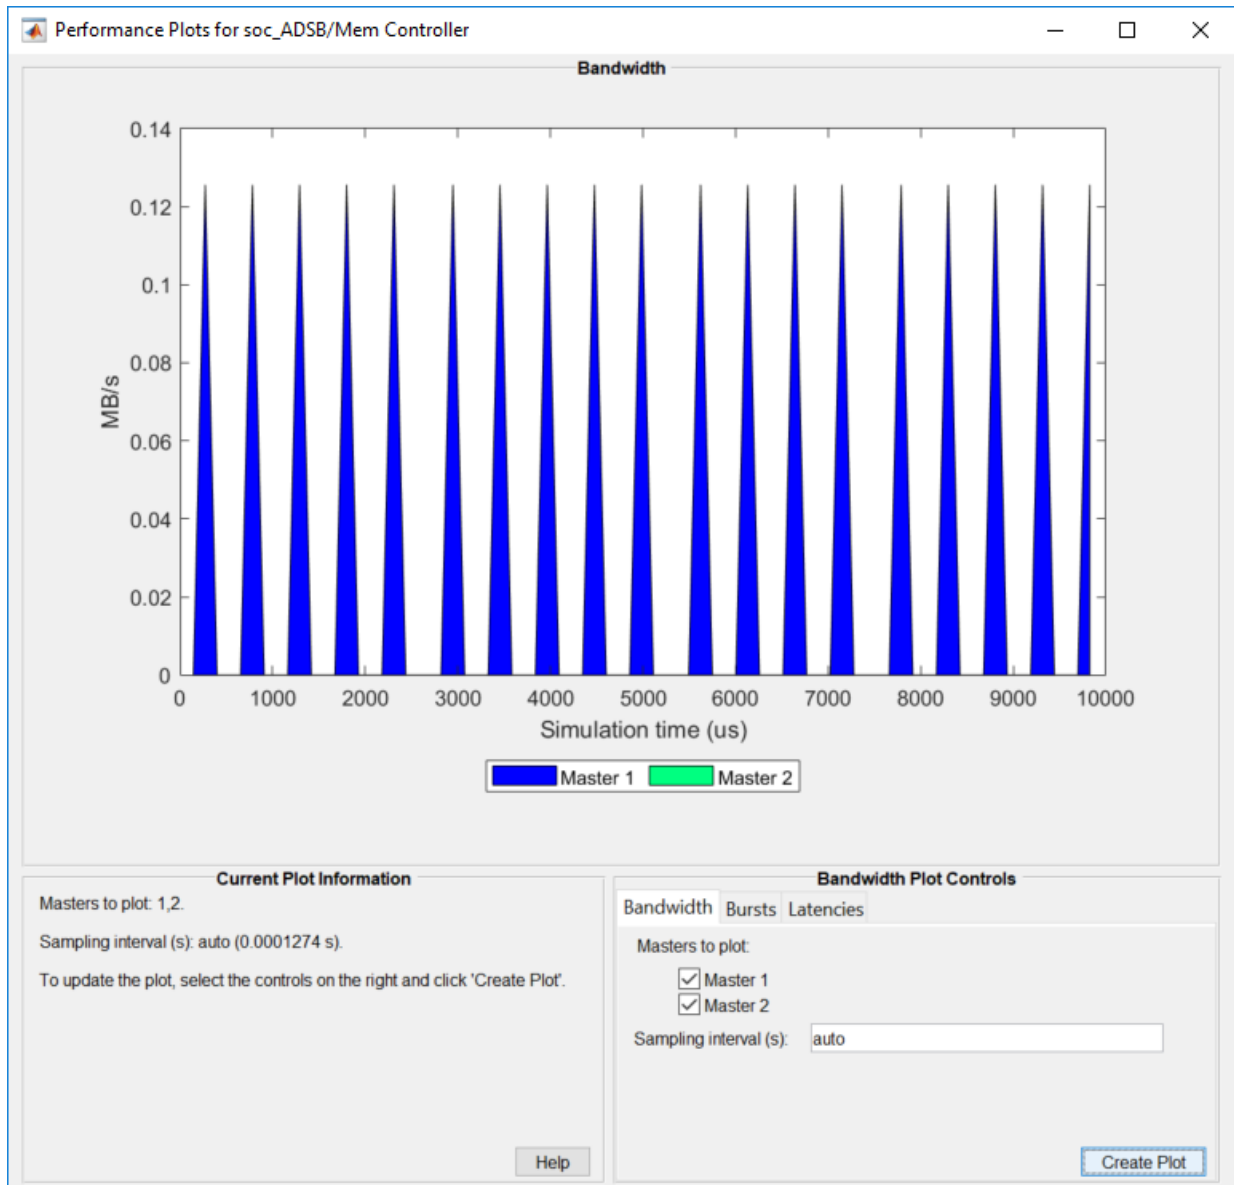 Performance Plots for soc_ADSB/Mem Controller
Bandwidth
0.14
0.12
0.1
0.08
0.06
0.04
0.02
0
MB/s
0 1000 2000 3000 4000 5000 6000 7000 8000 9000 10000
Simulation time (us)
Master 1 Master 2
Current Plot Information
Masters to plot: 1,2.
Sampling interval (s): auto (0.0001274 s).
To update the plot, select the controls on the right and click 'Create Plot'.
Help
Bandwidth Plot Controls
Bandwidth Bursts Latencies
Masters to plot:
Master 1
Master 2
Sampling interval (s): auto
Create Plot